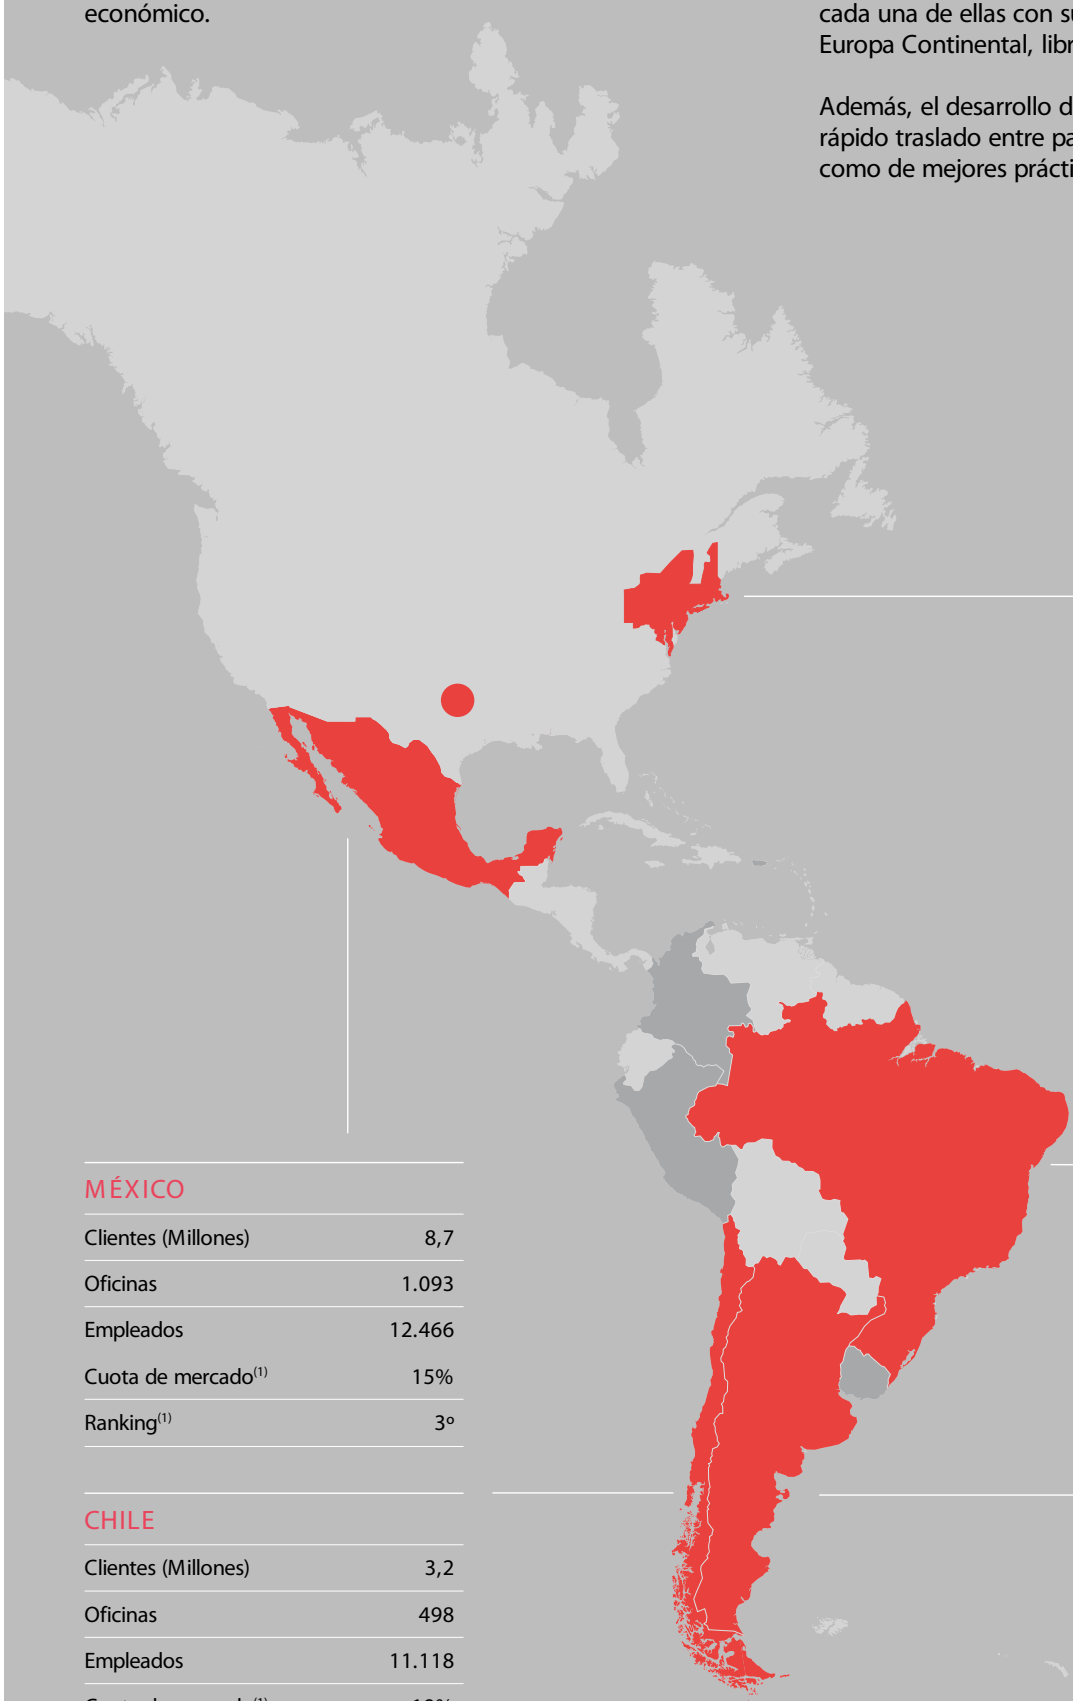 económico.
cada una de ellas con su
Europa Continental, libr
Además, el desarrollo d
rápido traslado entre pa
como de mejores prácti
MÉXICO
Clientes (Millones) 8,7
Oficinas 1.093
Empleados 12.466
Cuota de mercado(1) 15%
Ranking(1) 3º
CHILE
Clientes (Millones) 3,2
Oficinas 498
Empleados 11.118